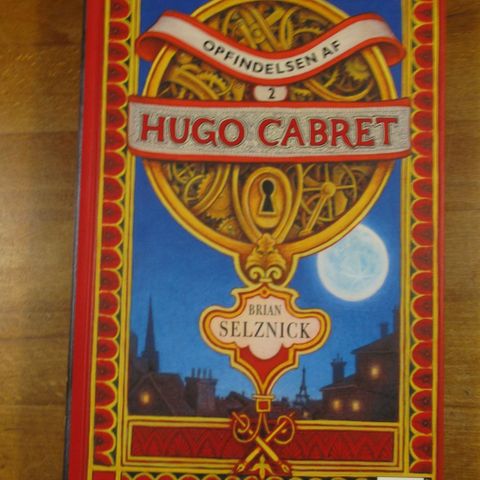 OPFINDELSEN AF
2
HUGO CABRET
BRIAN
SELZNICK